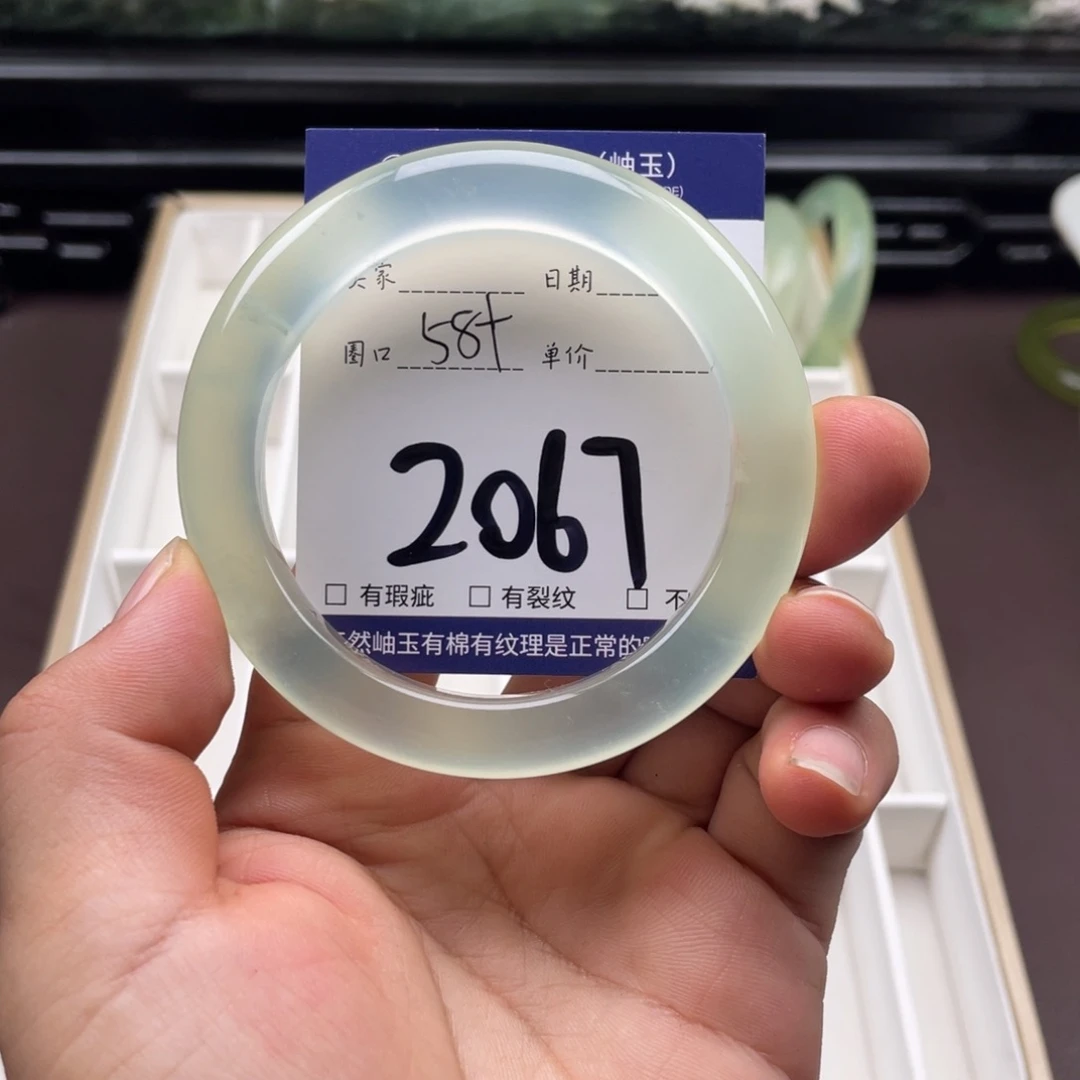 (岫玉)
家 日期
圈口 58+ 单价
2067
□ 有瑕疵 □ 有裂纹 □ 不
然岫玉有棉有纹理是正常的